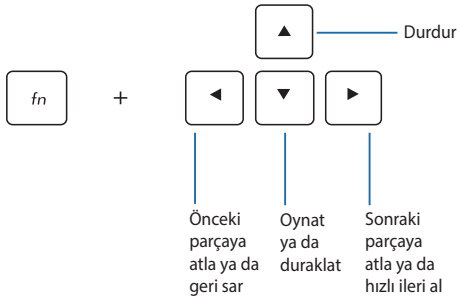 Durdur
fn
+
Önceki
parçaya
atla ya da
geri sar
Oynat
ya da
duraklat
Sonraki
parçaya
atla ya da
hızlı ileri al